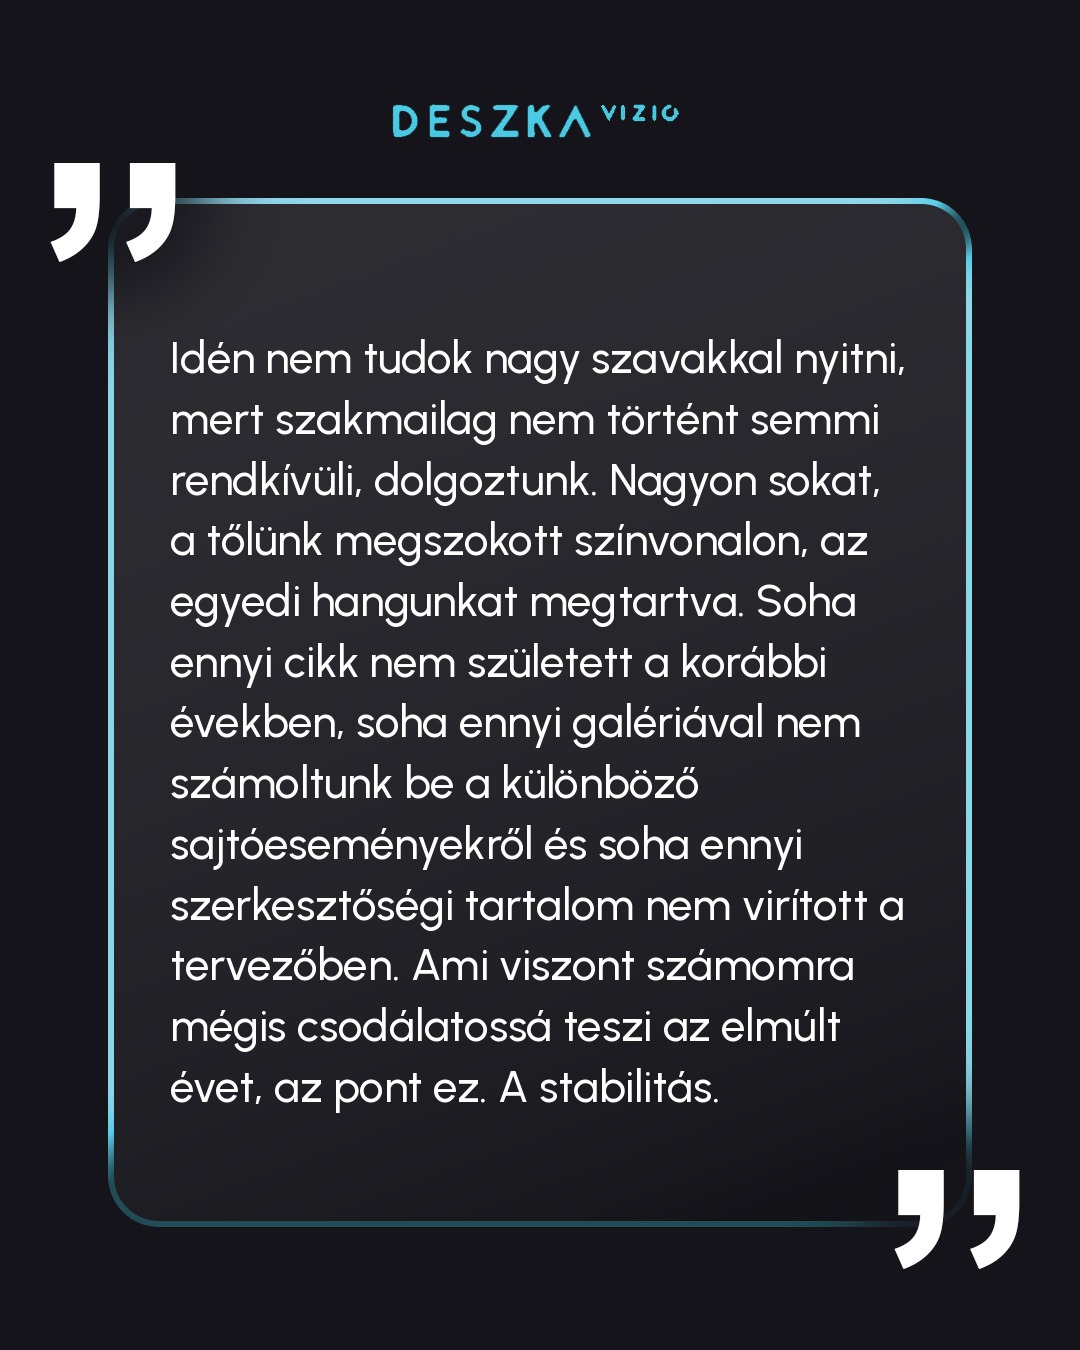 DESZKA VIZIO
”
Idén nem tudok nagy szavakkal nyitni,
mert szakmailag nem történt semmi
rendkívüli, dolgoztunk. Nagyon sokat,
a tőlünk megszokott színvonalon, az
egyedi hangunkat megtartva. Soha
ennyi cikk nem született a korábbi
években, soha ennyi galériával nem
számoltunk be a különböző
sajtóeseményekről és soha ennyi
szerkesztőségi tartalom nem virított a
tervezőben. Ami viszont számomra
mégis csodálatossá teszi az elmúlt
évet, az pont ez. A stabilitás.
”